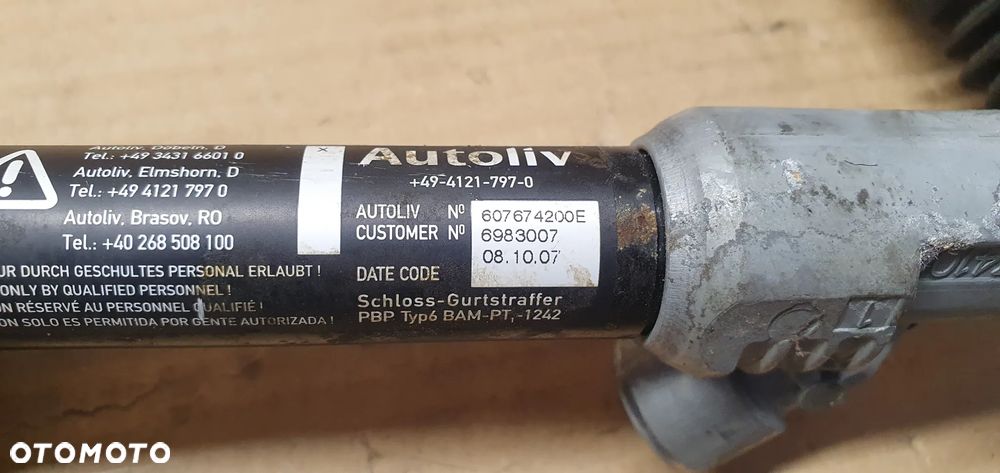 Autoliv, Döbeln, D
Tel.: +49 3431 6601 0
Autoliv, Elmshorn, D
Tel.: +49 4121 797 0
Autoliv, Brasov, RO
Tel.: +40 268 508 100
UR DURCH GESCHULTES PERSONAL ERLAUBT !
ONLY BY QUALIFIED PERSONNEL !
ON RÉSERVÉ AU PERSONNEL QUALIFIÉ !
ON SOLO ES PERMITIDA POR GENTE AUTORIZADA !
X
Autoliv
+49-4121-797-0
AUTOLIV Nº 607674200E
CUSTOMER Nº 6983007
DATE CODE 08.10.07
Schloss-Gurtstraffer
PBP Typ6 BAM-PT,-1242
OTOMOTO